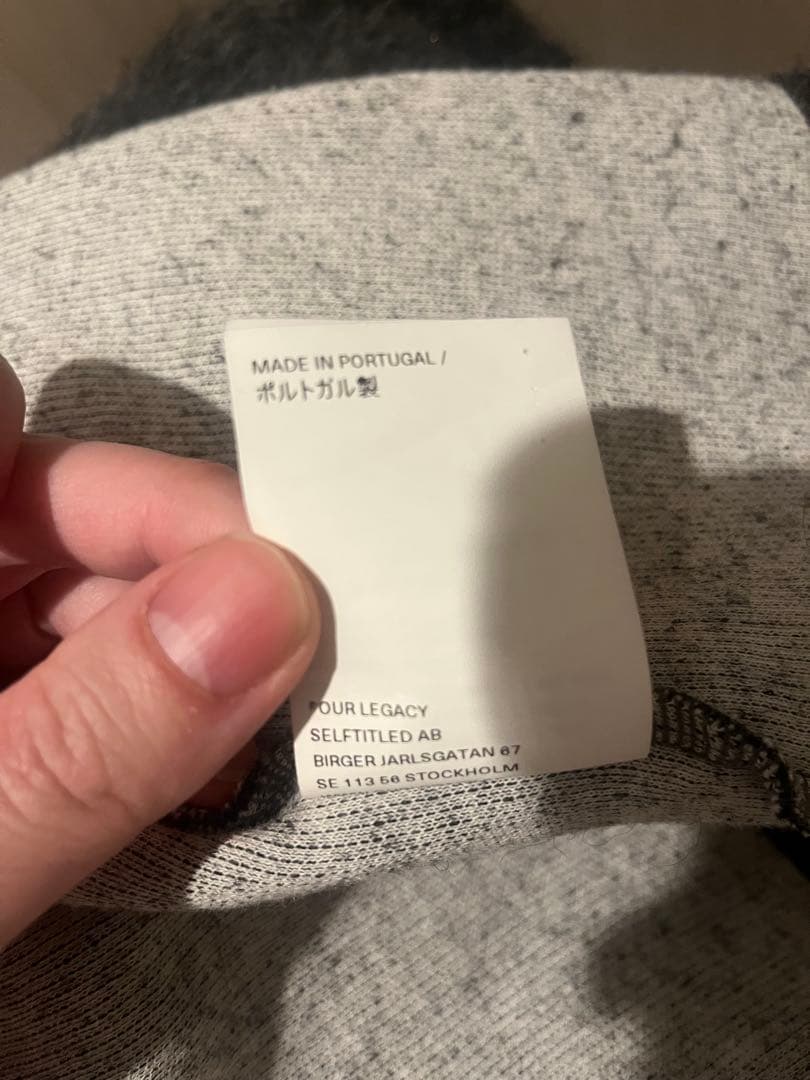 MADE IN PORTUGAL /
ポルトガル製
OUR LEGACY
SELFTITLED AB
BIRGER JARLSGATAN 67
SE 113 56 STOCKHOLM